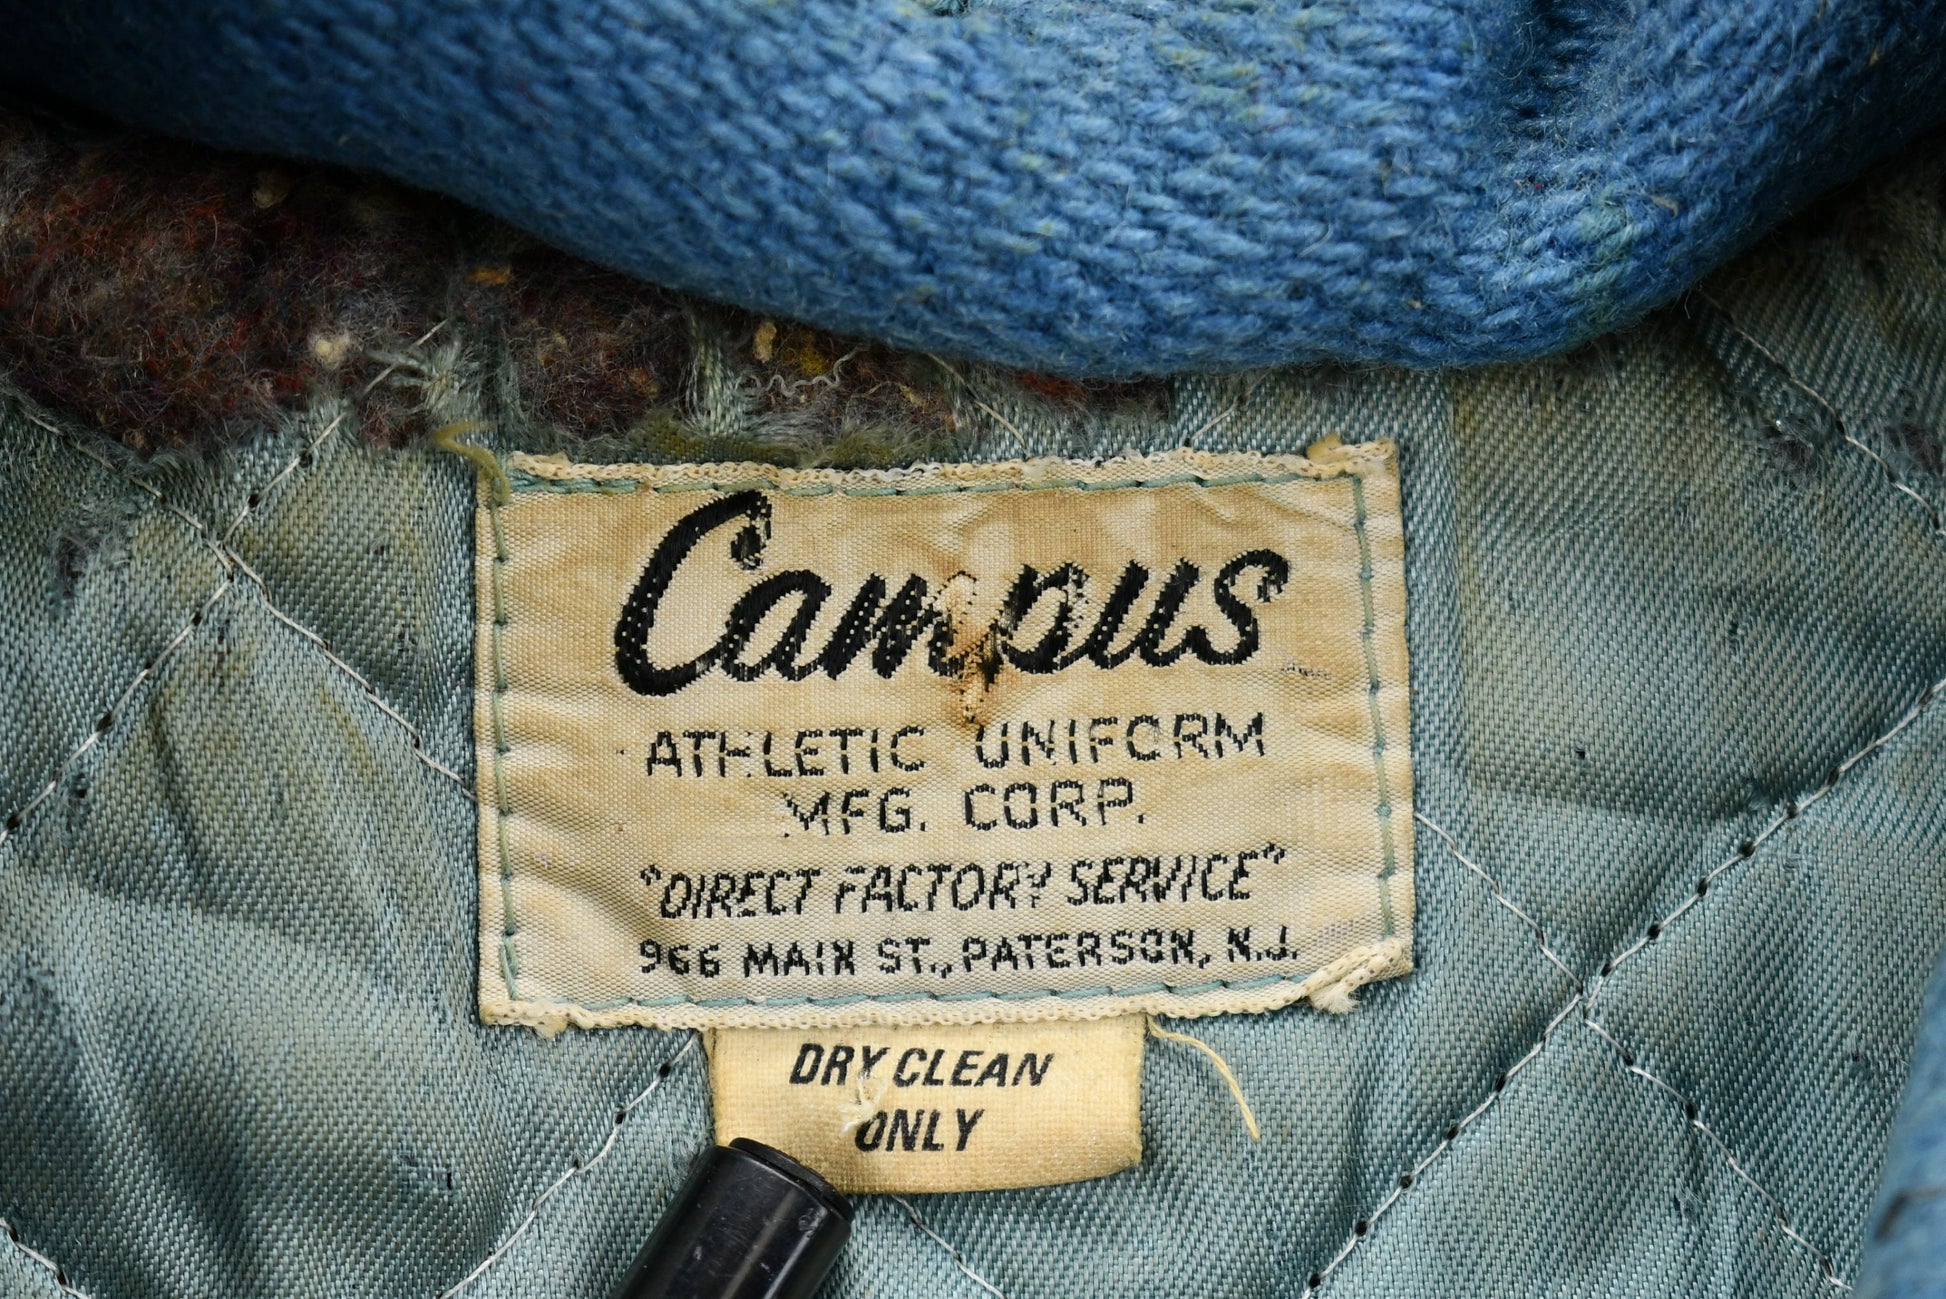 Campus
ATHLETIC UNIFORM
MFG. CORP.
"DIRECT FACTORY SERVICE"
966 MAIN ST., PATERSON, N.J.
DRY CLEAN
ONLY